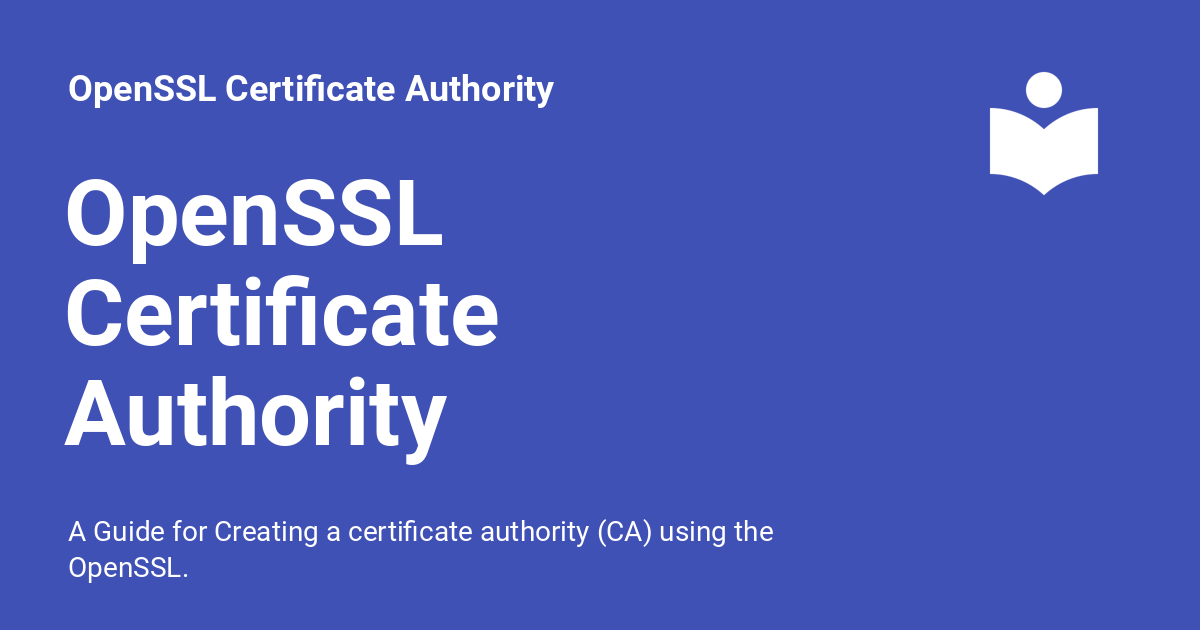 OpenSSL Certificate Authority
OpenSSL
Certificate
Authority
A Guide for Creating a certificate authority (CA) using the
OpenSSL.